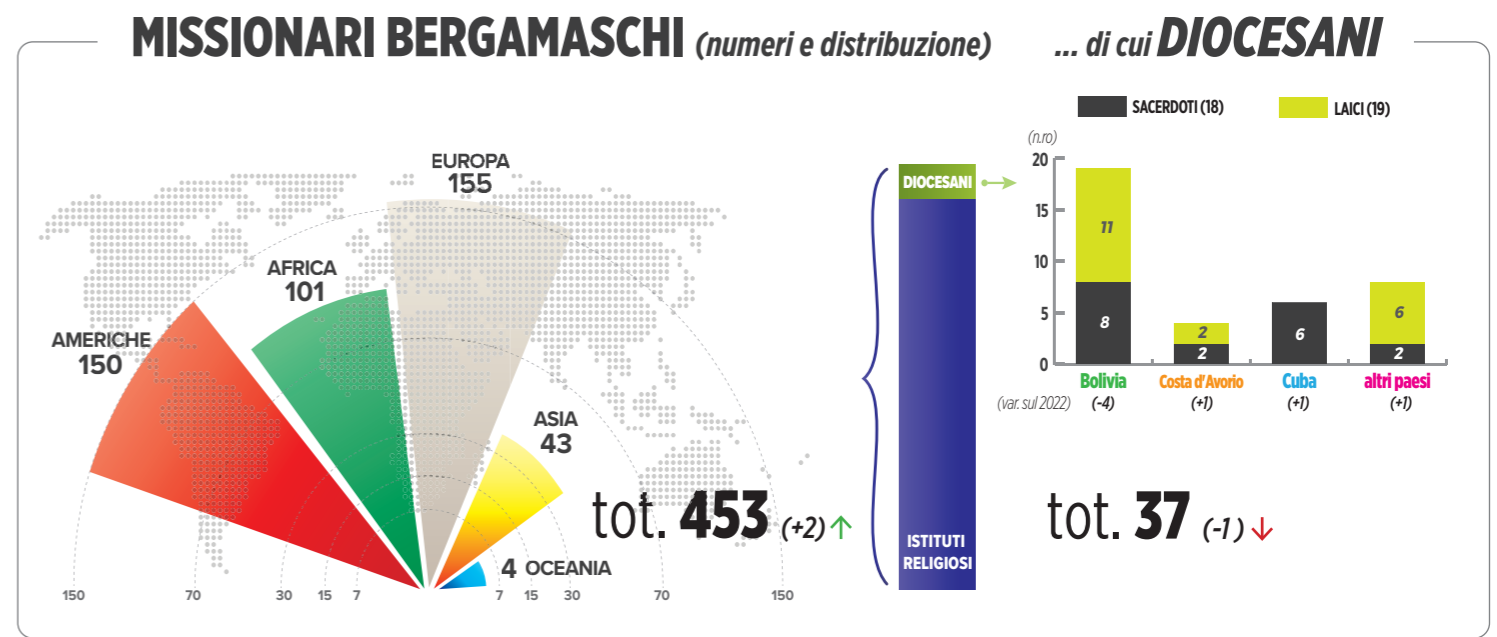 MISSIONARI BERGAMASCHI (numeri e distribuzione)
... di cui DIOCESANI
EUROPA
155
AFRICA
101
AMERICHE
150
ASIA
43
4 OCEANIA
150 70 30 15 7 7 15 30 70 150
tot. 453 (+2)
DIOCESANI
ISTITUTI
RELIGIOSI
SACERDOTI (18) LAICI (19)
(n.ro)
20
15
10
5
0
11
8
2
2
6
6
2
Bolivia Costa d'Avorio Cuba altri paesi
(var. sul 2022) (-4) (+1) (+1) (+1)
tot. 37 (-1)